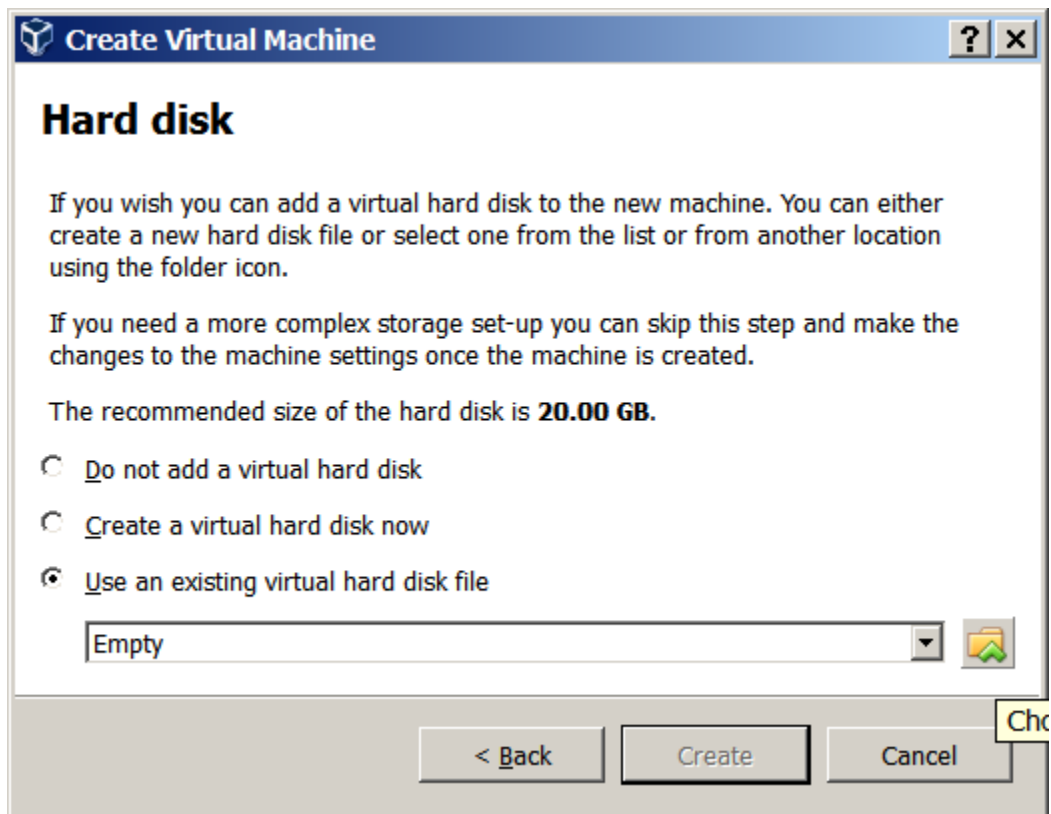 Create Virtual Machine
Hard disk
If you wish you can add a virtual hard disk to the new machine. You can either
create a new hard disk file or select one from the list or from another location
using the folder icon.
If you need a more complex storage set-up you can skip this step and make the
changes to the machine settings once the machine is created.
The recommended size of the hard disk is 20.00 GB.
Do not add a virtual hard disk
Create a virtual hard disk now
Use an existing virtual hard disk file
Empty
Cho
< Back Create Cancel